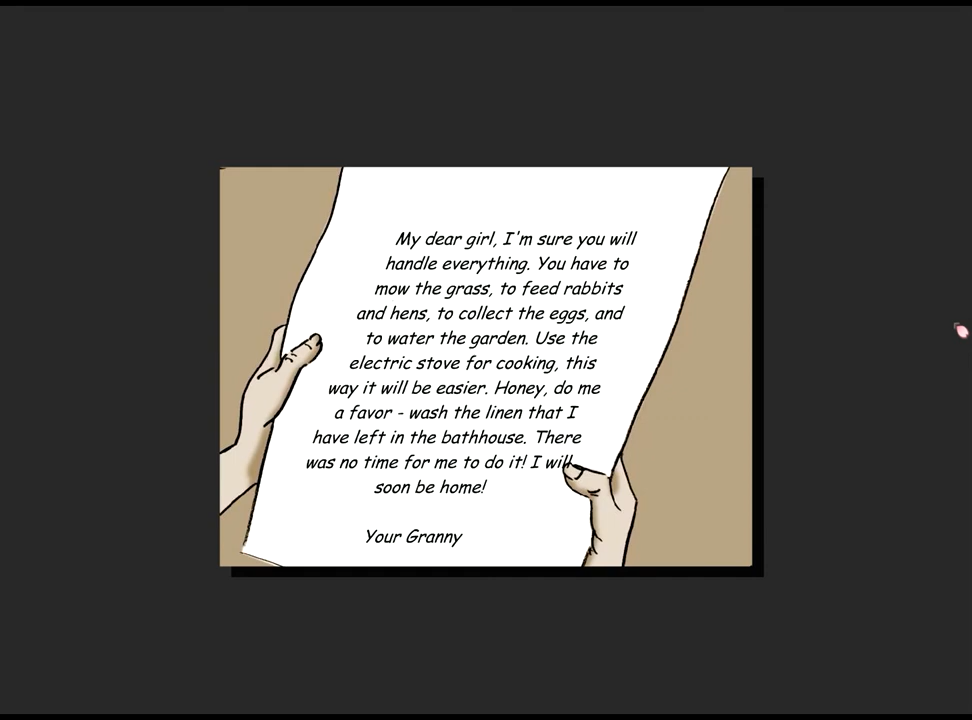 My dear girl, I'm sure you will
handle everything. You have to
mow the grass, to feed rabbits
and hens, to collect the eggs, and
to water the garden. Use the
electric stove for cooking, this
way it will be easier. Honey, do me
a favor - wash the linen that I
have left in the bathhouse. There
was no time for me to do it! I will
soon be home!
Your Granny